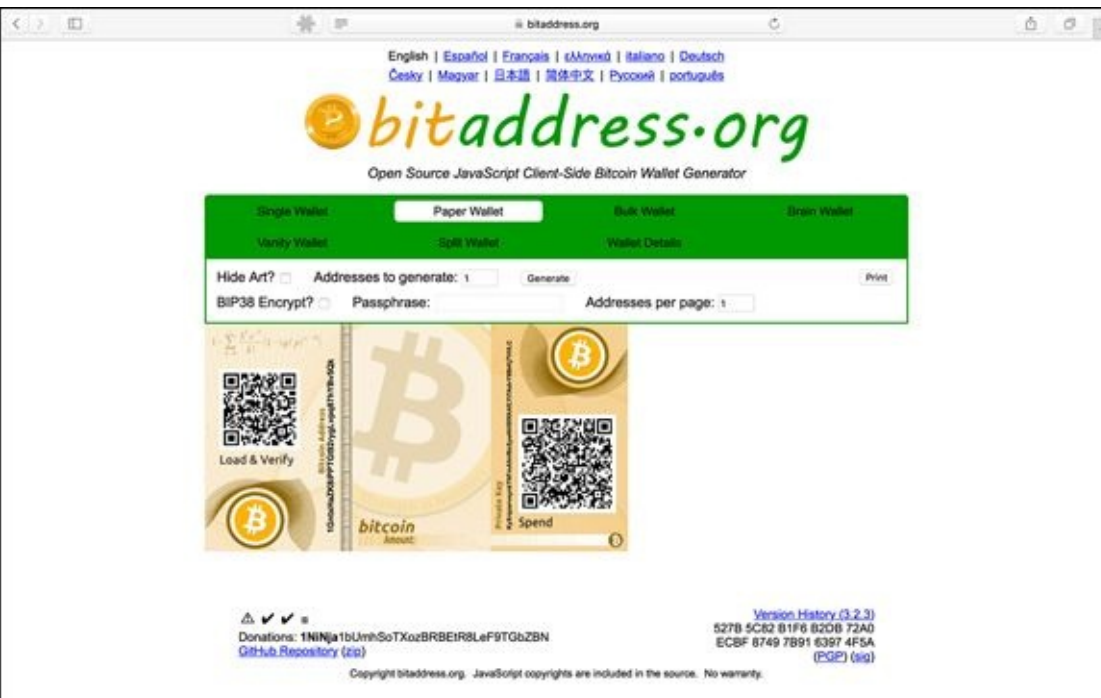 bitaddress.org
English | Español | Français | ελληνικά | italiano | Deutsch
Česky | Magyar | 日本語 | 简体中文 | Русский | português
bitaddress.org
Open Source JavaScript Client-Side Bitcoin Wallet Generator
Single Wallet Paper Wallet Bulk Wallet Brain Wallet
Vanity Wallet Split Wallet Wallet Details
Hide Art? Addresses to generate: 1 Generate Print
BIP38 Encrypt? Passphrase: Addresses per page: 1
Load & Verify
Bitcoin Address
bitcoin
Amount:
Private Key
Spend
Donations: 1NiNja1bUmhSoTXozBRBEtR8LeF9TGbZBN
GitHub Repository (zip)
Version History (3.2.3)
527B 5C82 B1F6 B2DB 72A0
ECBF 8749 7B91 6397 4F5A
(PGP) (sig)
Copyright bitaddress.org. JavaScript copyrights are included in the source. No warranty.